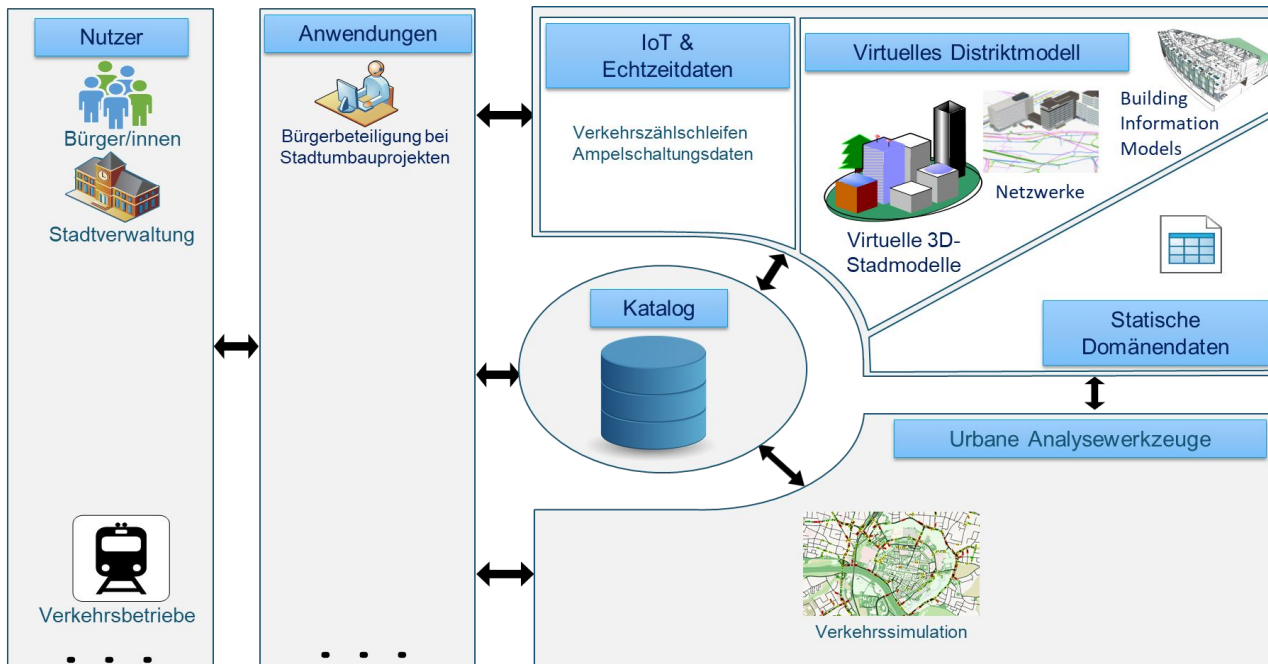 Nutzer
Bürger/innen
Stadtverwaltung
Verkehrsbetriebe
. . .
Anwendungen
Bürgerbeteiligung bei
Stadtumbauprojekten
. . .
IoT &
Echtzeitdaten
Verkehrszählschleifen
Ampelschaltungsdaten
Virtuelles Distriktmodell
Building
Information
Models
Netzwerke
Virtuelle 3D-
Stadmodelle
Katalog
Statische
Domänendaten
Urbane Analysewerkzeuge
Verkehrssimulation